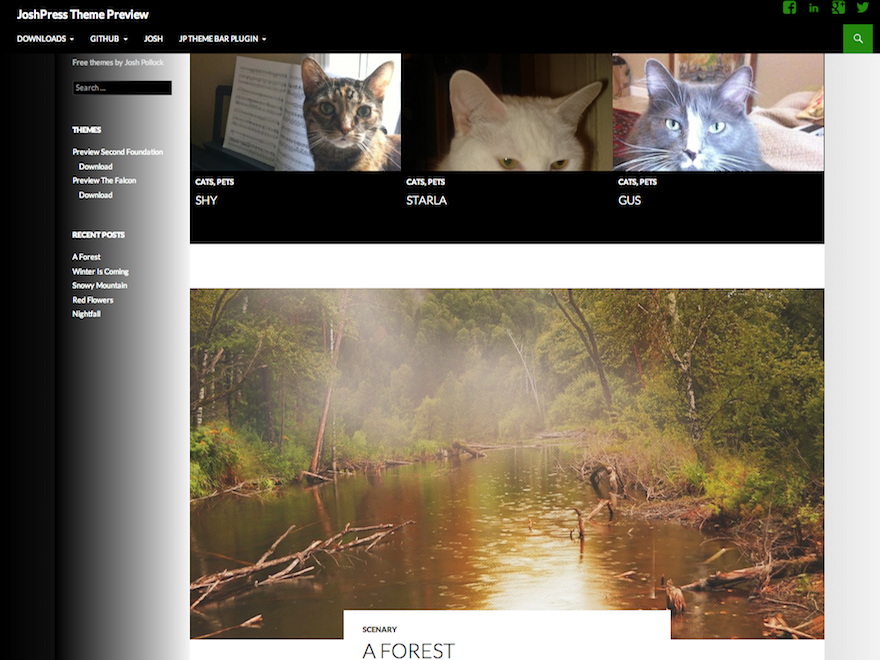 JoshPress Theme Preview
DOWNLOADS GITHUB JOSH JP THEME BAR PLUGIN
Free themes by Josh Pollock
Search ...
THEMES
Preview Second Foundation
Download
Preview The Falcon
Download
RECENT POSTS
A Forest
Winter Is Coming
Snowy Mountain
Red Flowers
Nightfall
CATS, PETS
SHY
CATS, PETS
STARLA
CATS, PETS
GUS
SCENARY
A FOREST